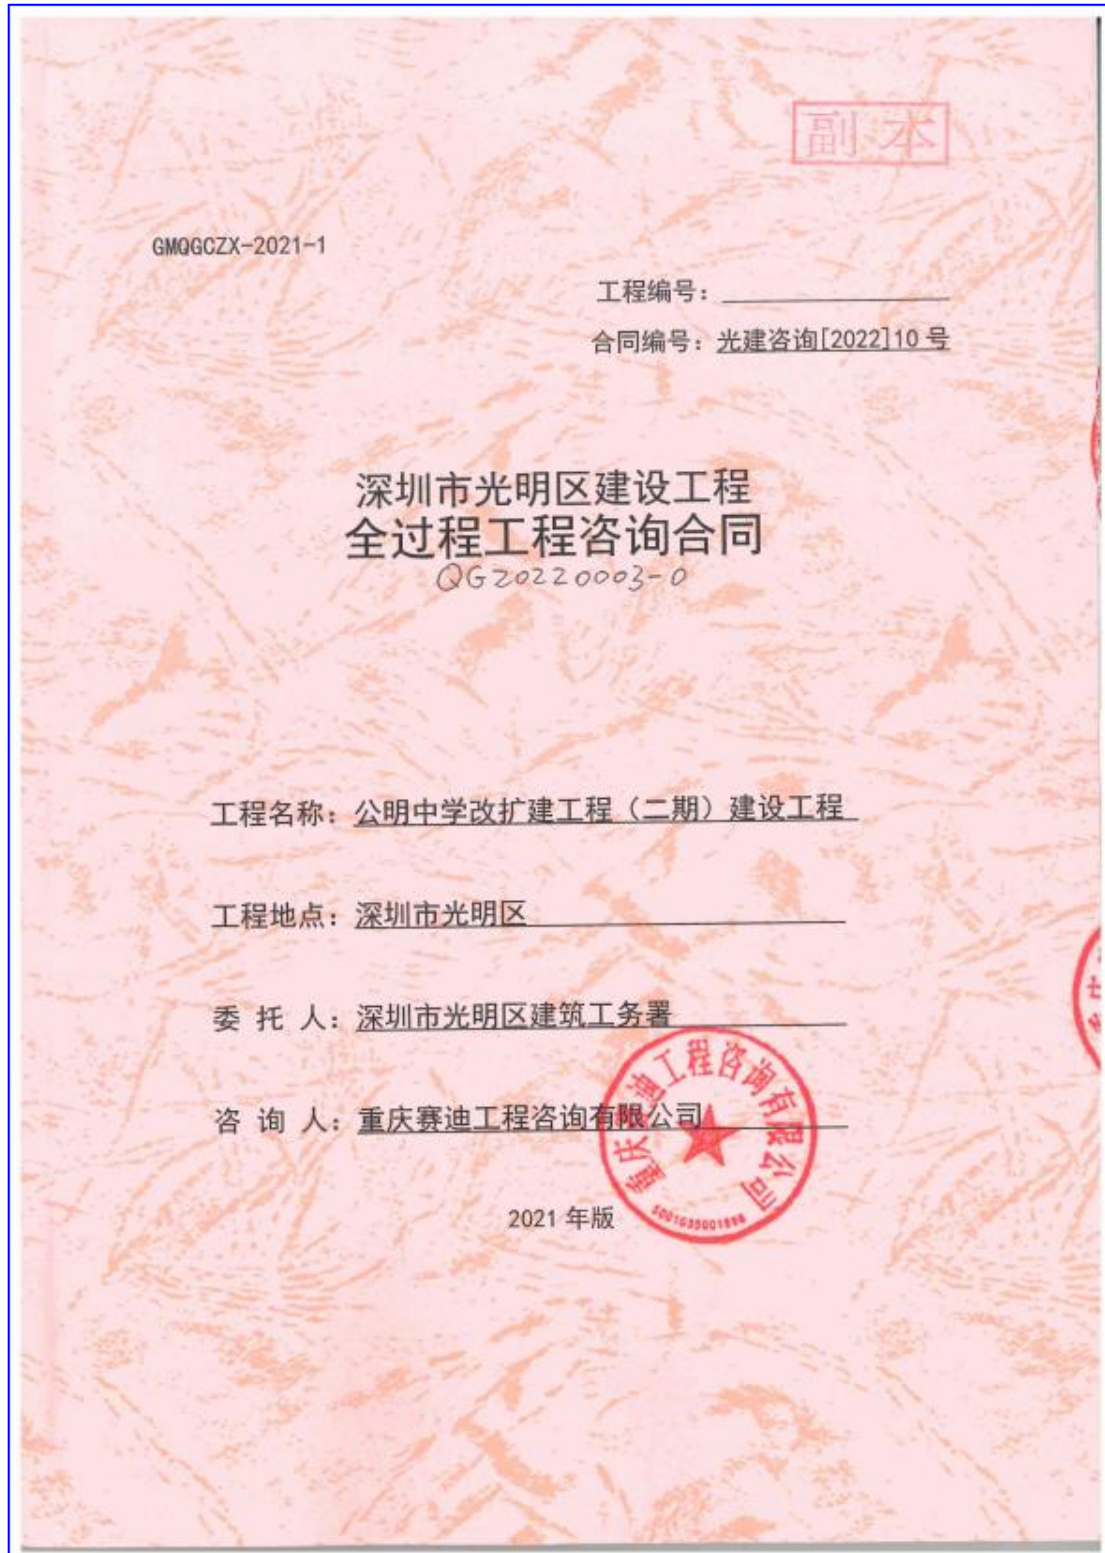 副本
GMQGCZX-2021-1
工程编号：
合同编号：光建咨询[2022]10号
深圳市光明区建设工程
全过程工程咨询合同
QG20220003-0
工程名称：公明中学改扩建工程（二期）建设工程
工程地点：深圳市光明区
委托人：深圳市光明区建筑工务署
咨询人：重庆赛迪工程咨询有限公司
重庆赛迪工程咨询有限公司
2021年版